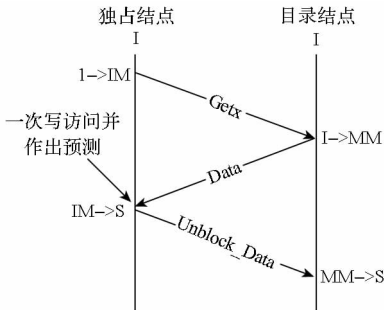 独占结点
目录结点
I
I
1->IM
Getx
I->MM
一次写访问并
作出预测
Data
IM->S
Unblock_Data
MM->S